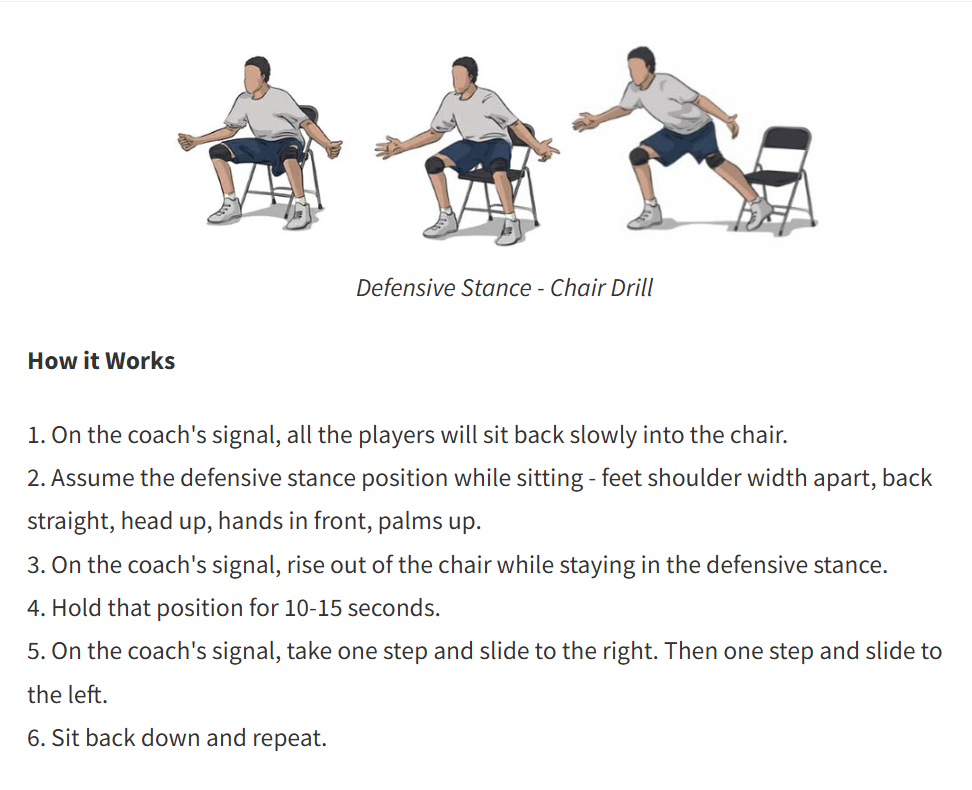 Defensive Stance - Chair Drill
How it Works
1. On the coach's signal, all the players will sit back slowly into the chair.
2. Assume the defensive stance position while sitting - feet shoulder width apart, back
straight, head up, hands in front, palms up.
3. On the coach's signal, rise out of the chair while staying in the defensive stance.
4. Hold that position for 10-15 seconds.
5. On the coach's signal, take one step and slide to the right. Then one step and slide to
the left.
6. Sit back down and repeat.